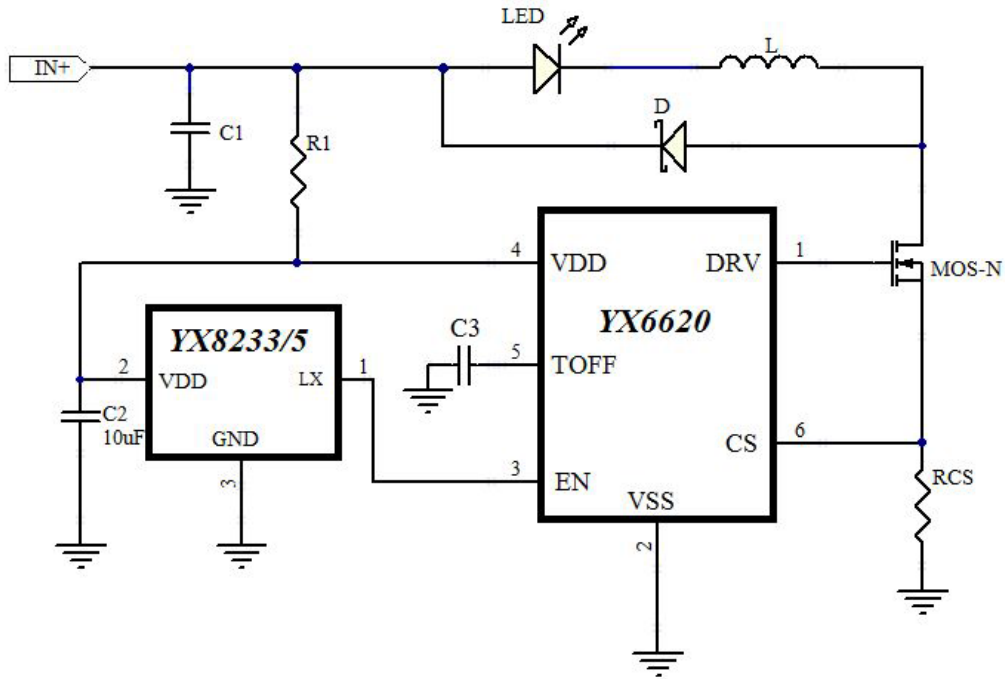 LED
IN+
L
C1
R1
D
4
VDD
DRV
1
MOS-N
YX8233/5
YX6620
C3
5
TOFF
2
VDD
LX
1
C2
10uF
GND
CS
6
3
EN
RCS
3
VSS
2